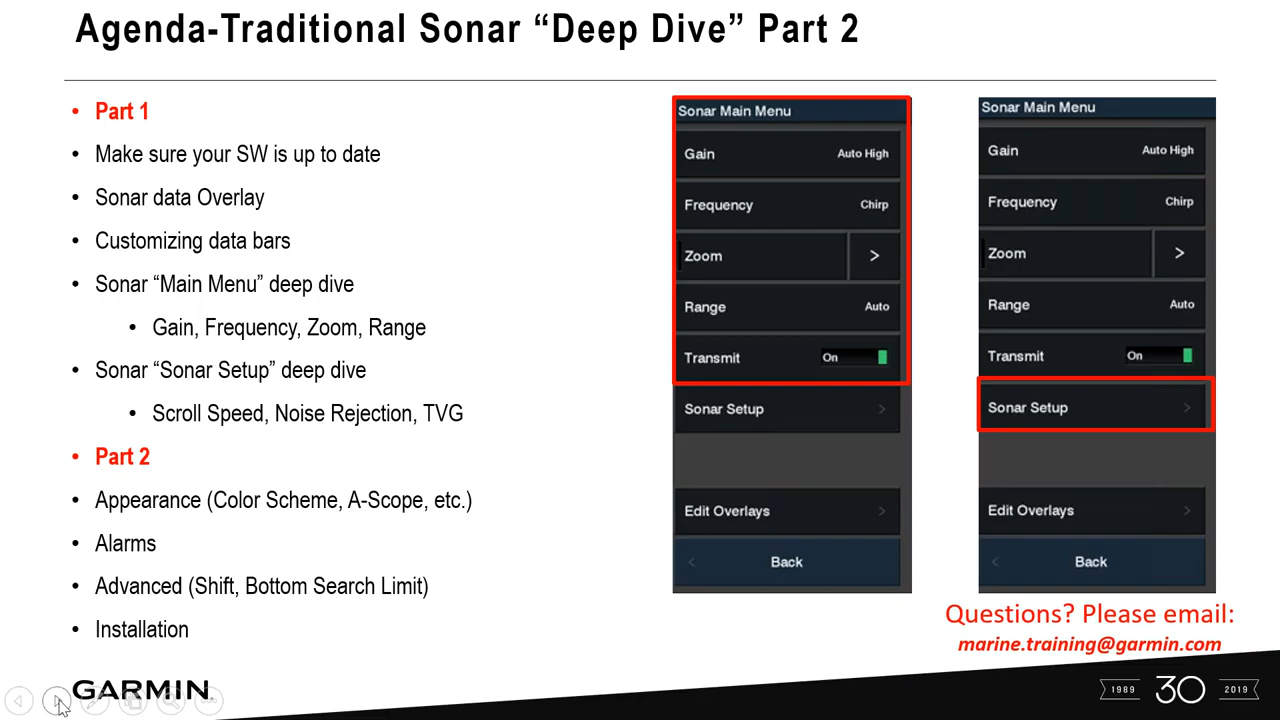 Agenda-Traditional Sonar “Deep Dive” Part 2
• Part 1
• Make sure your SW is up to date
• Sonar data Overlay
• Customizing data bars
• Sonar “Main Menu” deep dive
• Gain, Frequency, Zoom, Range
• Sonar “Sonar Setup” deep dive
• Scroll Speed, Noise Rejection, TVG
• Part 2
• Appearance (Color Scheme, A-Scope, etc.)
• Alarms
• Advanced (Shift, Bottom Search Limit)
• Installation
Sonar Main Menu
Gain Auto High
Frequency Chirp
Zoom >
Range Auto
Transmit On
Sonar Setup >
Edit Overlays >
< Back
Sonar Main Menu
Gain Auto High
Frequency Chirp
Zoom >
Range Auto
Transmit On
Sonar Setup >
Edit Overlays >
< Back
Questions? Please email:
marine.training@garmin.com
GARMIN.
1989 30 2019